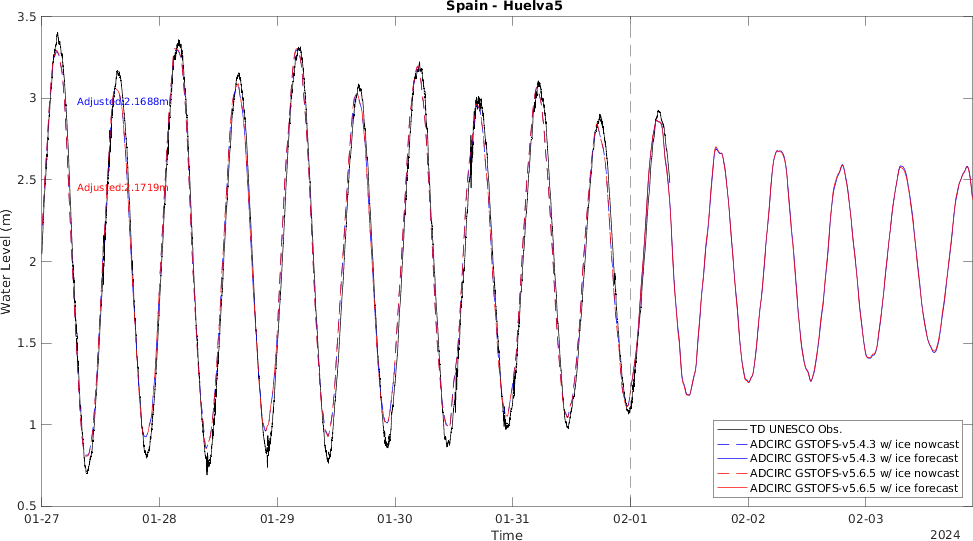 Spain - Huelva5
3.5
3
2.5
2
1.5
1
0.5
Water Level (m)
Adjusted:2.1688m
Adjusted:2.1719m
TD UNESCO Obs.
ADCIRC GSTOFS-v5.4.3 w/ ice nowcast
ADCIRC GSTOFS-v5.4.3 w/ ice forecast
ADCIRC GSTOFS-v5.6.5 w/ ice nowcast
ADCIRC GSTOFS-v5.6.5 w/ ice forecast
01-27 01-28 01-29 01-30 01-31 02-01 02-02 02-03
Time
2024